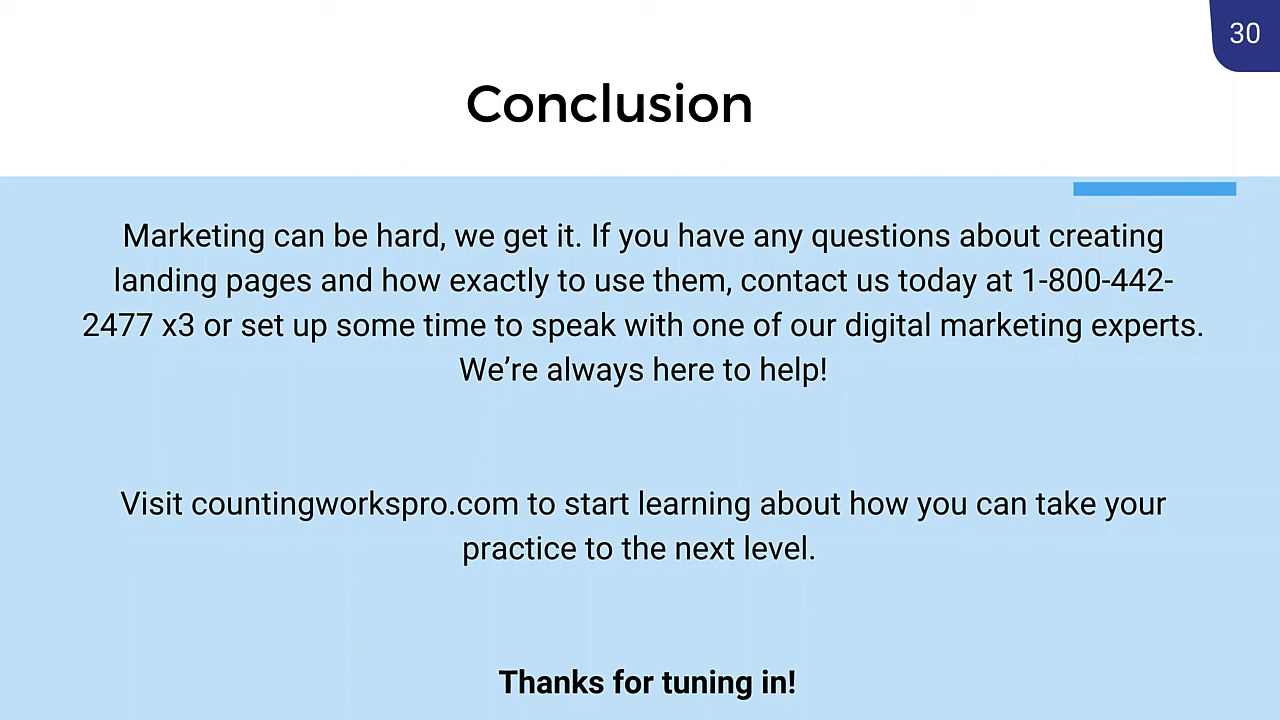 30
Conclusion
Marketing can be hard, we get it. If you have any questions about creating
landing pages and how exactly to use them, contact us today at 1-800-442-
2477 x3 or set up some time to speak with one of our digital marketing experts.
We’re always here to help!
Visit countingworkspro.com to start learning about how you can take your
practice to the next level.
Thanks for tuning in!